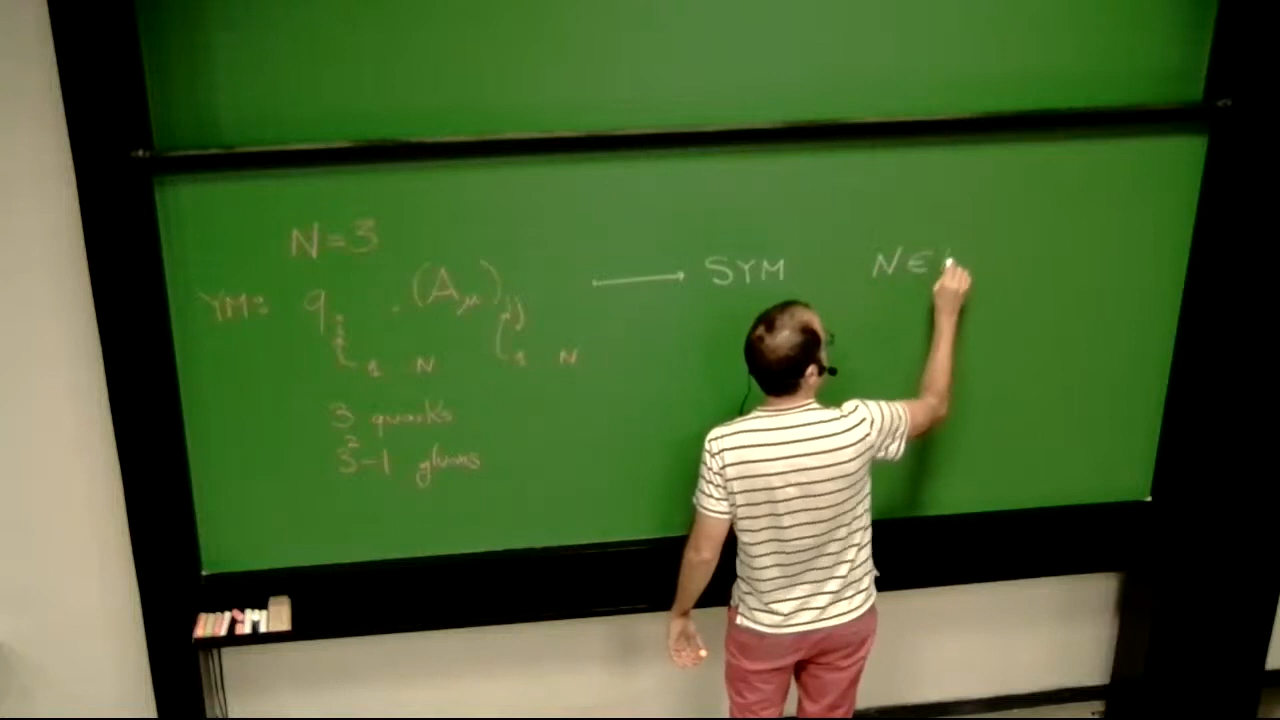 N=3
YM: q_i , (A_μ)_ij ⟶ SYM N∈
1 N 1 N
3 quarks
3²-1 gluons